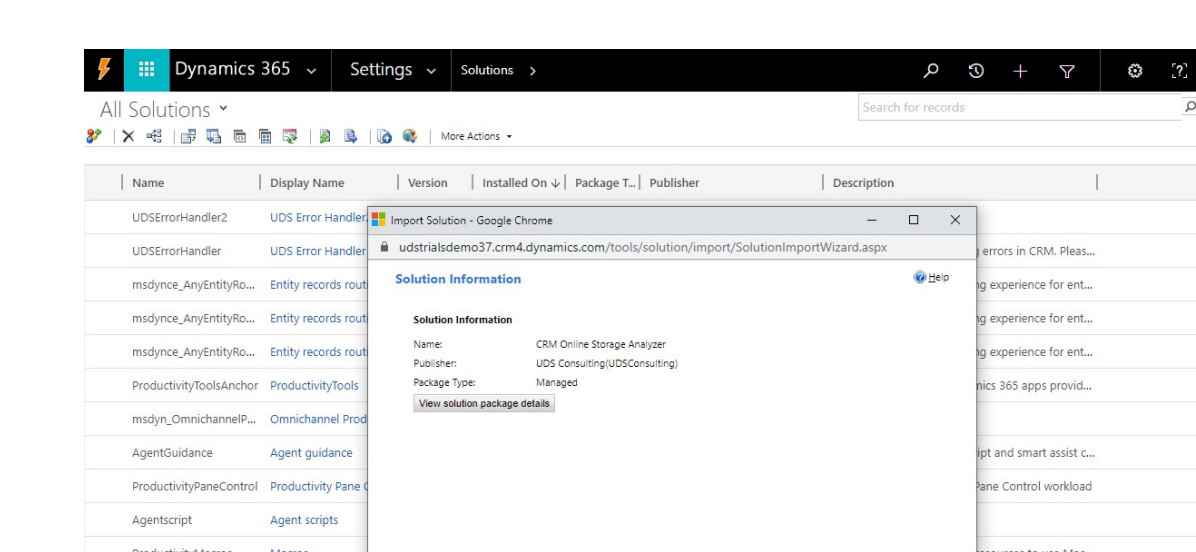 Dynamics 365 Settings Solutions
All Solutions
Search for records
More Actions
Name Display Name Version Installed On Package T... Publisher Description
UDSErrorHandler2 UDS Error Handler
Import Solution - Google Chrome
udstrialsdemo37.crm4.dynamics.com/tools/solution/import/SolutionImportWizard.aspx
UDSErrorHandler UDS Error Handler errors in CRM. Pleas...
Solution Information
Help
msdynce_AnyEntityRo... Entity records rout experience for ent...
Solution Information
msdynce_AnyEntityRo... Entity records rout experience for ent...
Name: CRM Online Storage Analyzer
msdynce_AnyEntityRo... Entity records rout experience for ent...
Publisher: UDS Consulting(UDSConsulting)
Package Type: Managed
ProductivityToolsAnchor ProductivityTools 365 apps provid...
View solution package details
msdyn_OmnichannelP... Omnichannel Prod
AgentGuidance Agent guidance and smart assist c...
ProductivityPaneControl Productivity Pane Pane Control workload
Agentscript Agent scripts